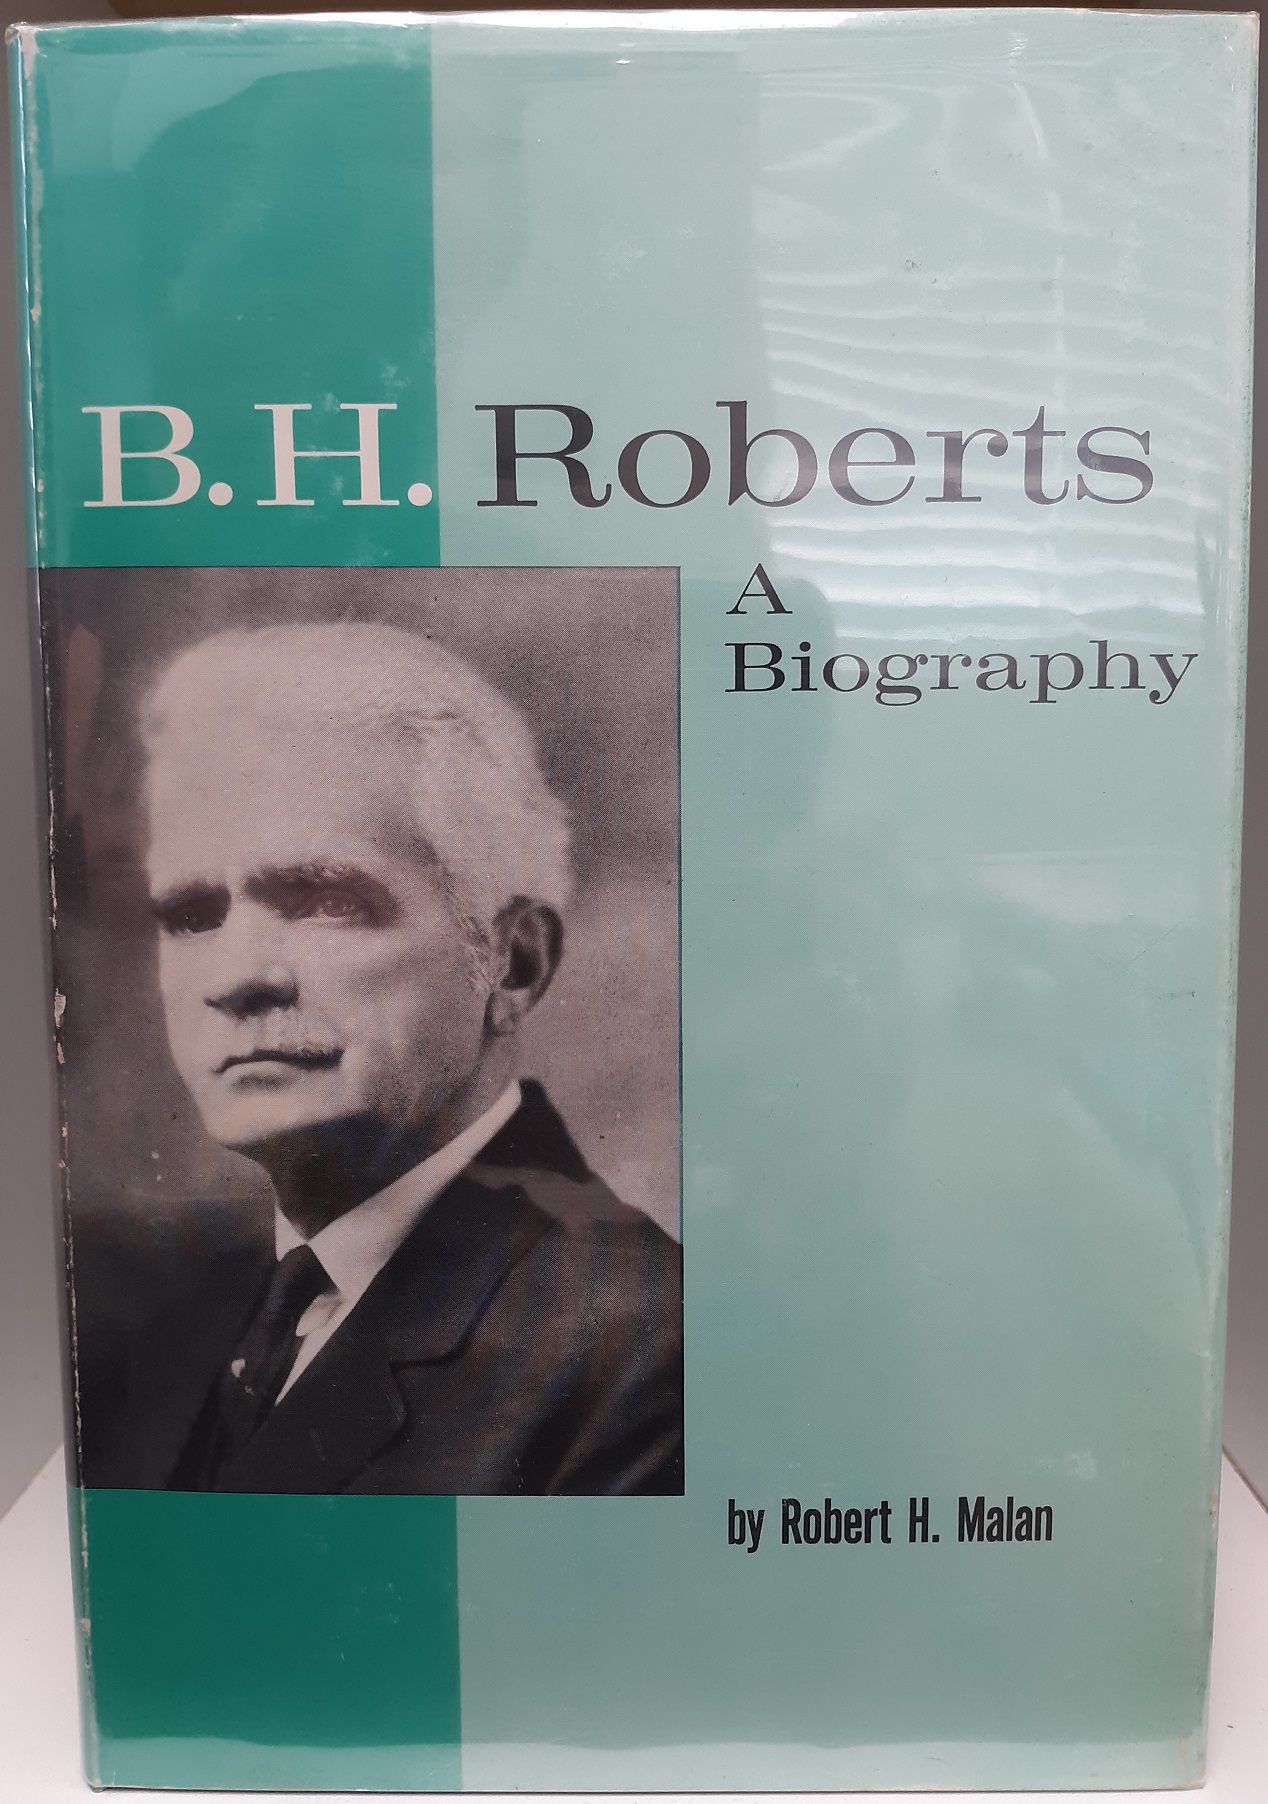 B.H. Roberts
A
Biography
by Robert H. Malan